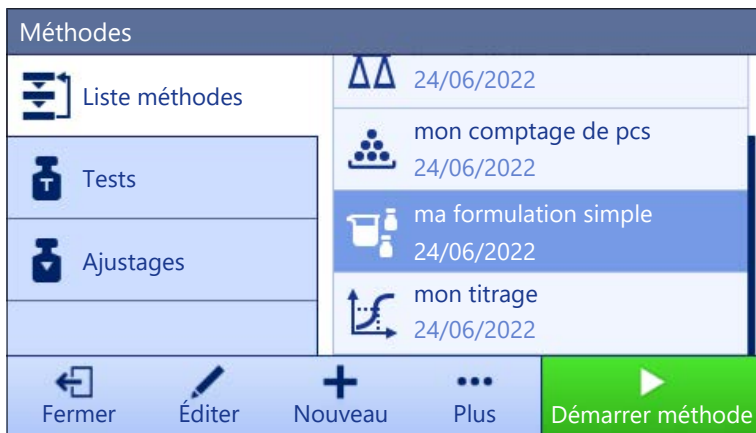 Méthodes
Liste méthodes
Tests
Ajustages
24/06/2022
mon comptage de pcs
24/06/2022
ma formulation simple
24/06/2022
mon titrage
24/06/2022
Fermer
Éditer
Nouveau
Plus
Démarrer méthode